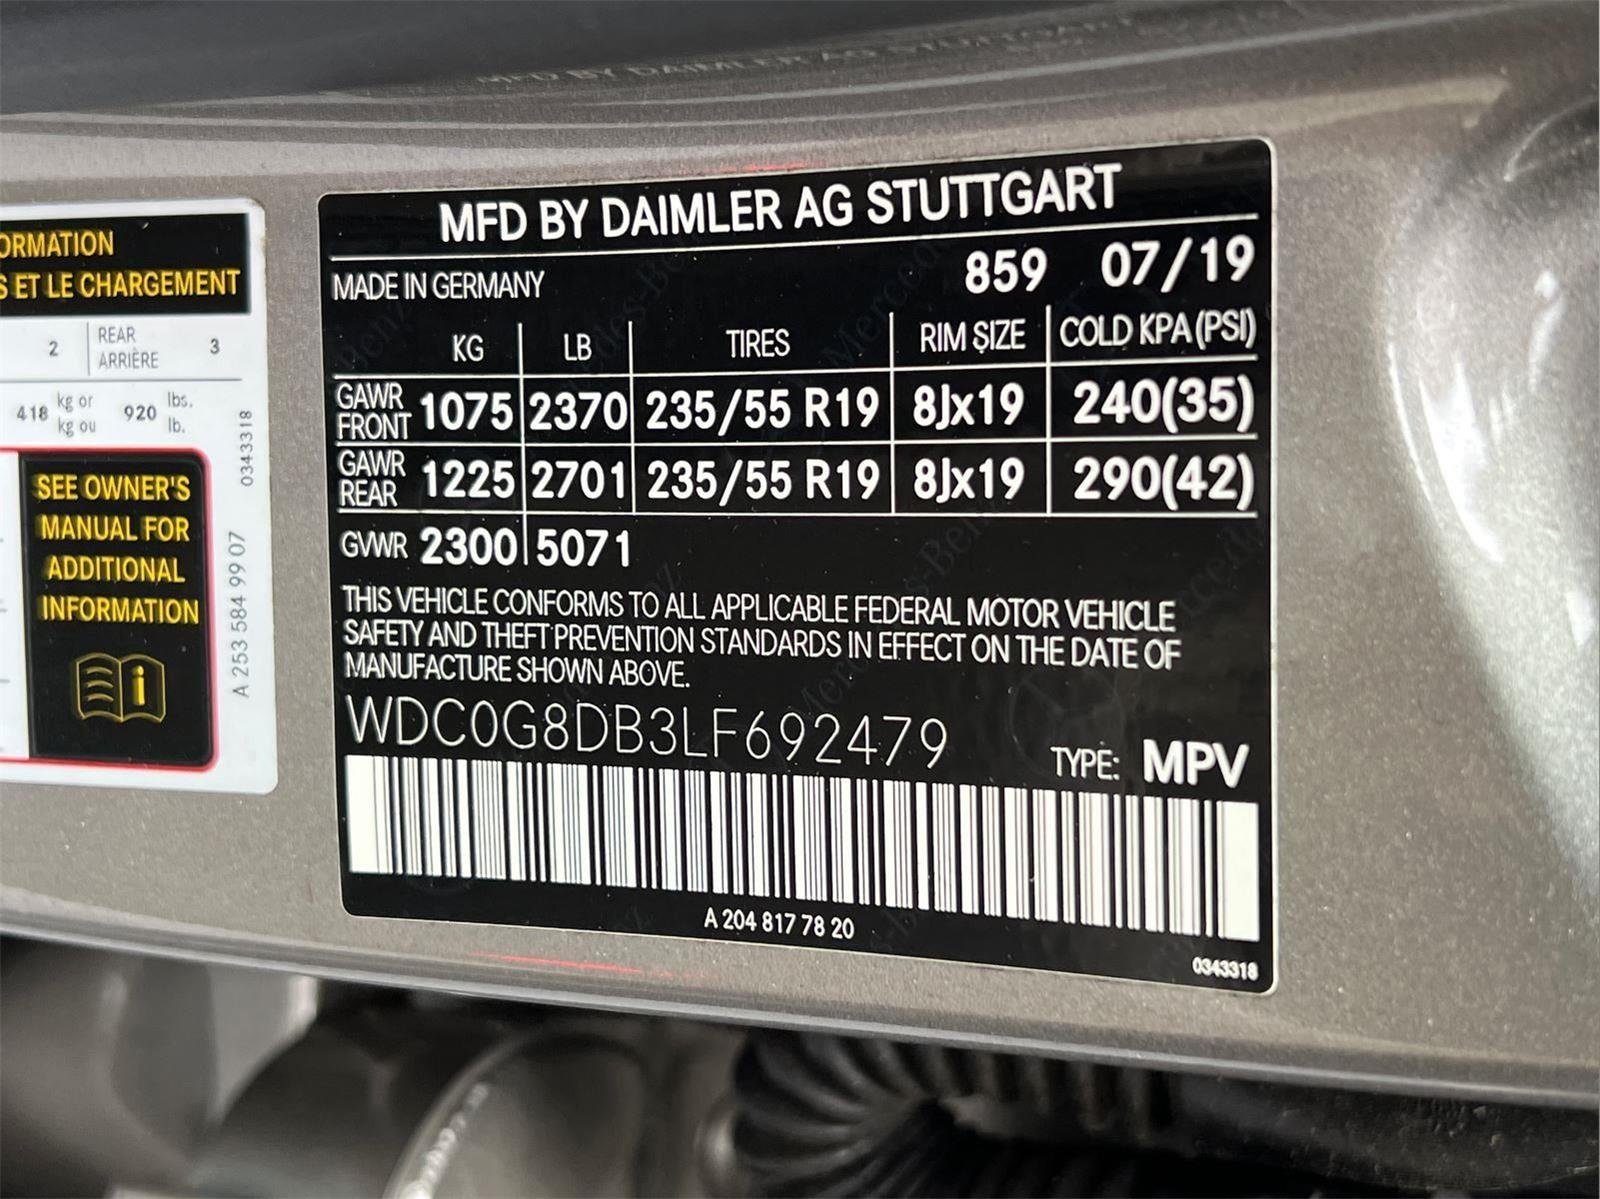 MFD BY DAIMLER AG STUTTGART
ORMATION
S ET LE CHARGEMENT
2 REAR ARRIÈRE 3
418 kg or kg ou 920 lbs. lb.
SEE OWNER'S
MANUAL FOR
ADDITIONAL
INFORMATION
0343318
A 253 584 99 07
MFD BY DAIMLER AG STUTTGART
MADE IN GERMANY 859 07/19
KG LB TIRES RIM SIZE COLD KPA(PSI)
GAWR FRONT 1075 2370 235/55 R19 8Jx19 240(35)
GAWR REAR 1225 2701 235/55 R19 8Jx19 290(42)
GVWR 2300 5071
THIS VEHICLE CONFORMS TO ALL APPLICABLE FEDERAL MOTOR VEHICLE
SAFETY AND THEFT PREVENTION STANDARDS IN EFFECT ON THE DATE OF
MANUFACTURE SHOWN ABOVE.
WDC0G8DB3LF692479
TYPE: MPV
A 204 817 78 20
0343318